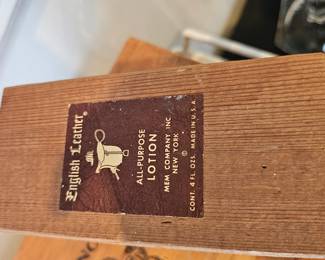 English Leather®
ALL-PURPOSE
LOTION
MEM COMPANY INC.
NEW YORK
CONT. 4 FL. OZS. MADE IN U.S.A.